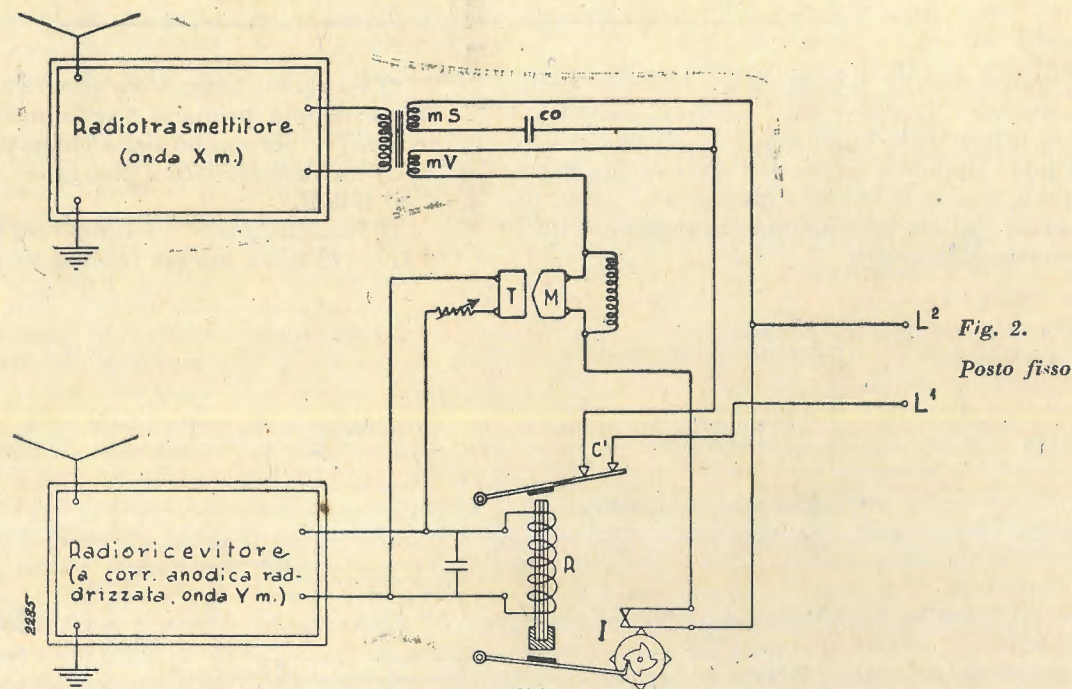 Radiotrasmettitore
(onda X m.)
mS
co
mV
T
M
L²
Fig. 2.
Posto fisso
L¹
C'
Radioricevitore
(a corr. anodica rad-
drizzata, onda Y m.)
R
I
2285